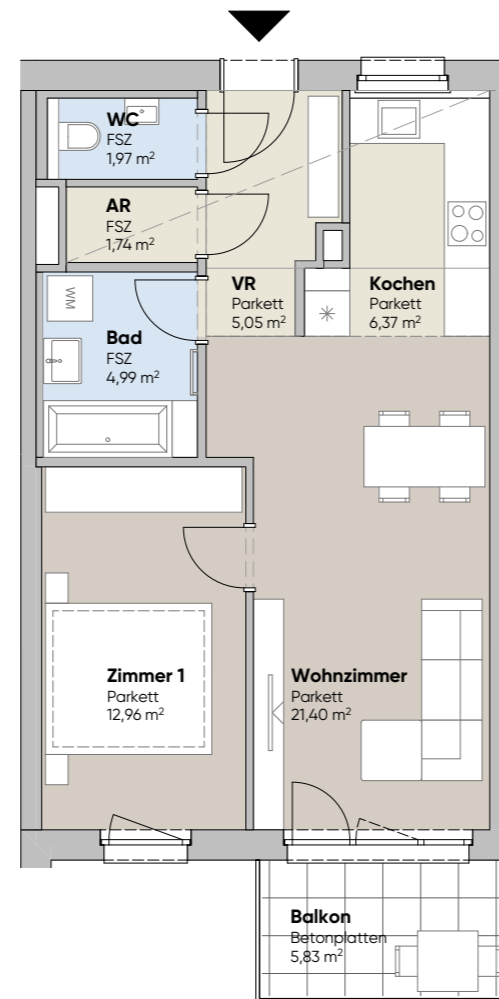 WC
FSZ
1,97 m²
AR
FSZ
1,74 m²
VR
Parkett
5,05 m²
Kochen
Parkett
6,37 m²
WM
Bad
FSZ
4,99 m²
Zimmer 1
Parkett
12,96 m²
Wohnzimmer
Parkett
21,40 m²
Balkon
Betonplatten
5,83 m²